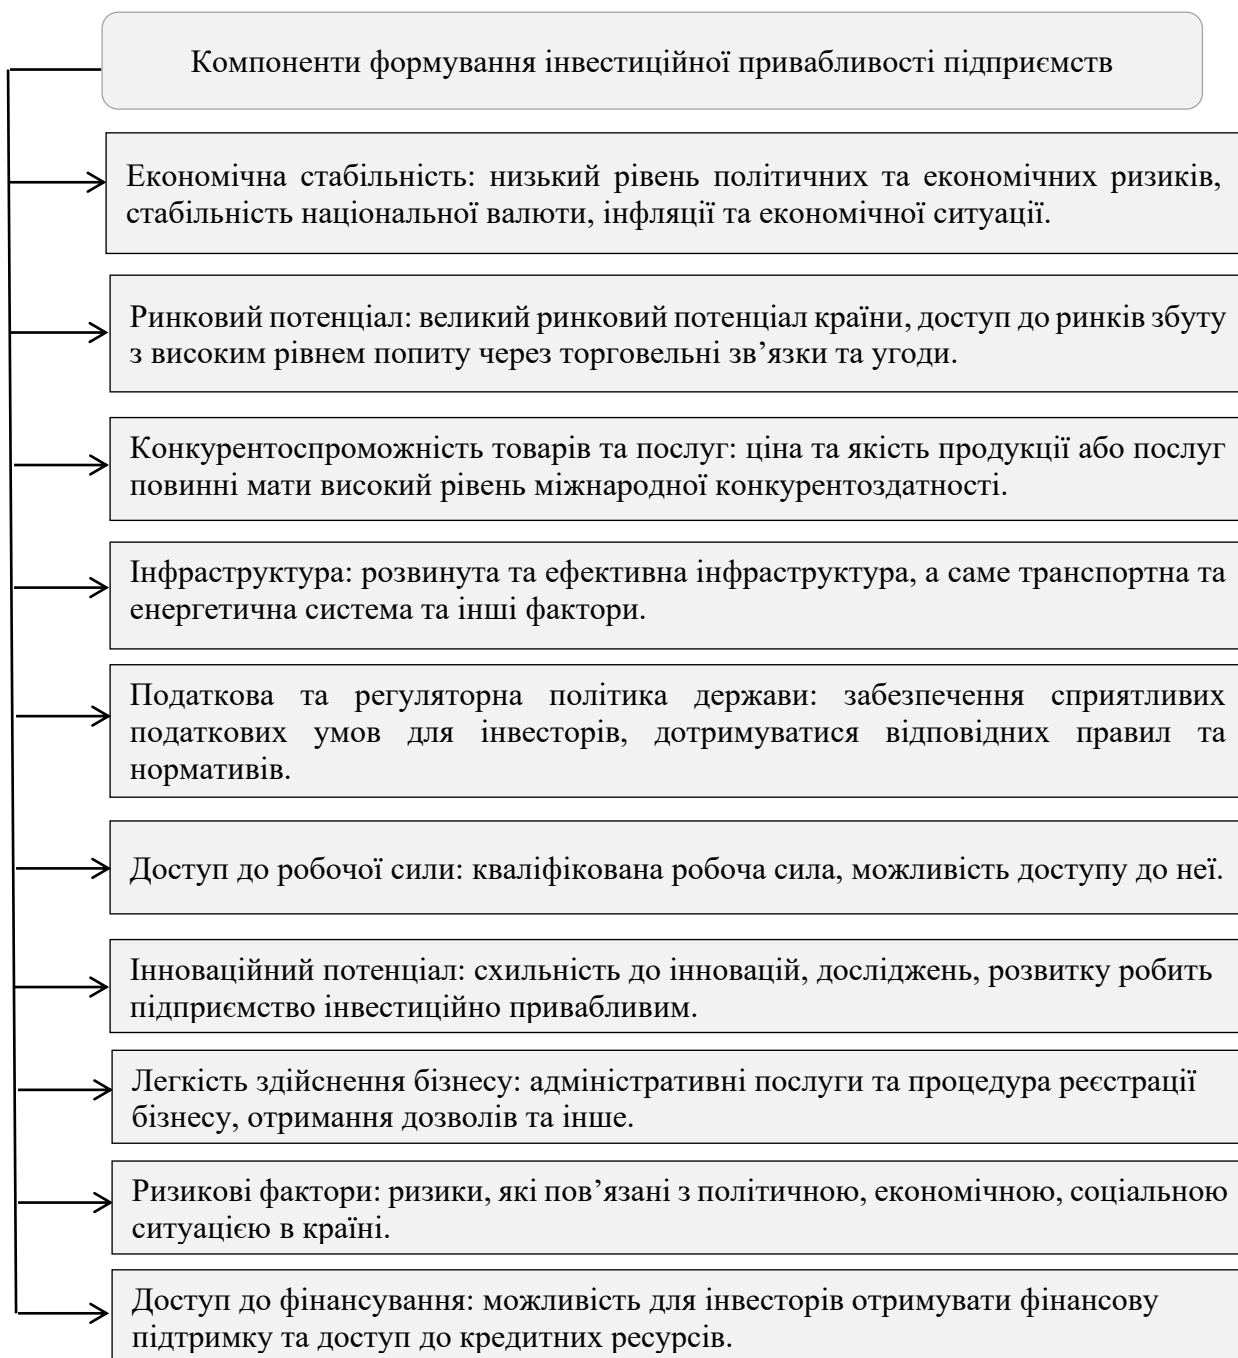 Компоненти формування інвестиційної привабливості підприємств
Економічна стабільність: низький рівень політичних та економічних ризиків,
стабільність національної валюти, інфляції та економічної ситуації.
Ринковий потенціал: великий ринковий потенціал країни, доступ до ринків збуту
з високим рівнем попиту через торговельні зв’язки та угоди.
Конкурентоспроможність товарів та послуг: ціна та якість продукції або послуг
повинні мати високий рівень міжнародної конкурентоздатності.
Інфраструктура: розвинута та ефективна інфраструктура, а саме транспортна та
енергетична система та інші фактори.
Податкова та регуляторна політика держави: забезпечення сприятливих
податкових умов для інвесторів, дотримуватися відповідних правил та
нормативів.
Доступ до робочої сили: кваліфікована робоча сила, можливість доступу до неї.
Інноваційний потенціал: схильність до інновацій, досліджень, розвитку робить
підприємство інвестиційно привабливим.
Легкість здійснення бізнесу: адміністративні послуги та процедура реєстрації
бізнесу, отримання дозволів та інше.
Ризикові фактори: ризики, які пов’язані з політичною, економічною, соціальною
ситуацією в країні.
Доступ до фінансування: можливість для інвесторів отримувати фінансову
підтримку та доступ до кредитних ресурсів.